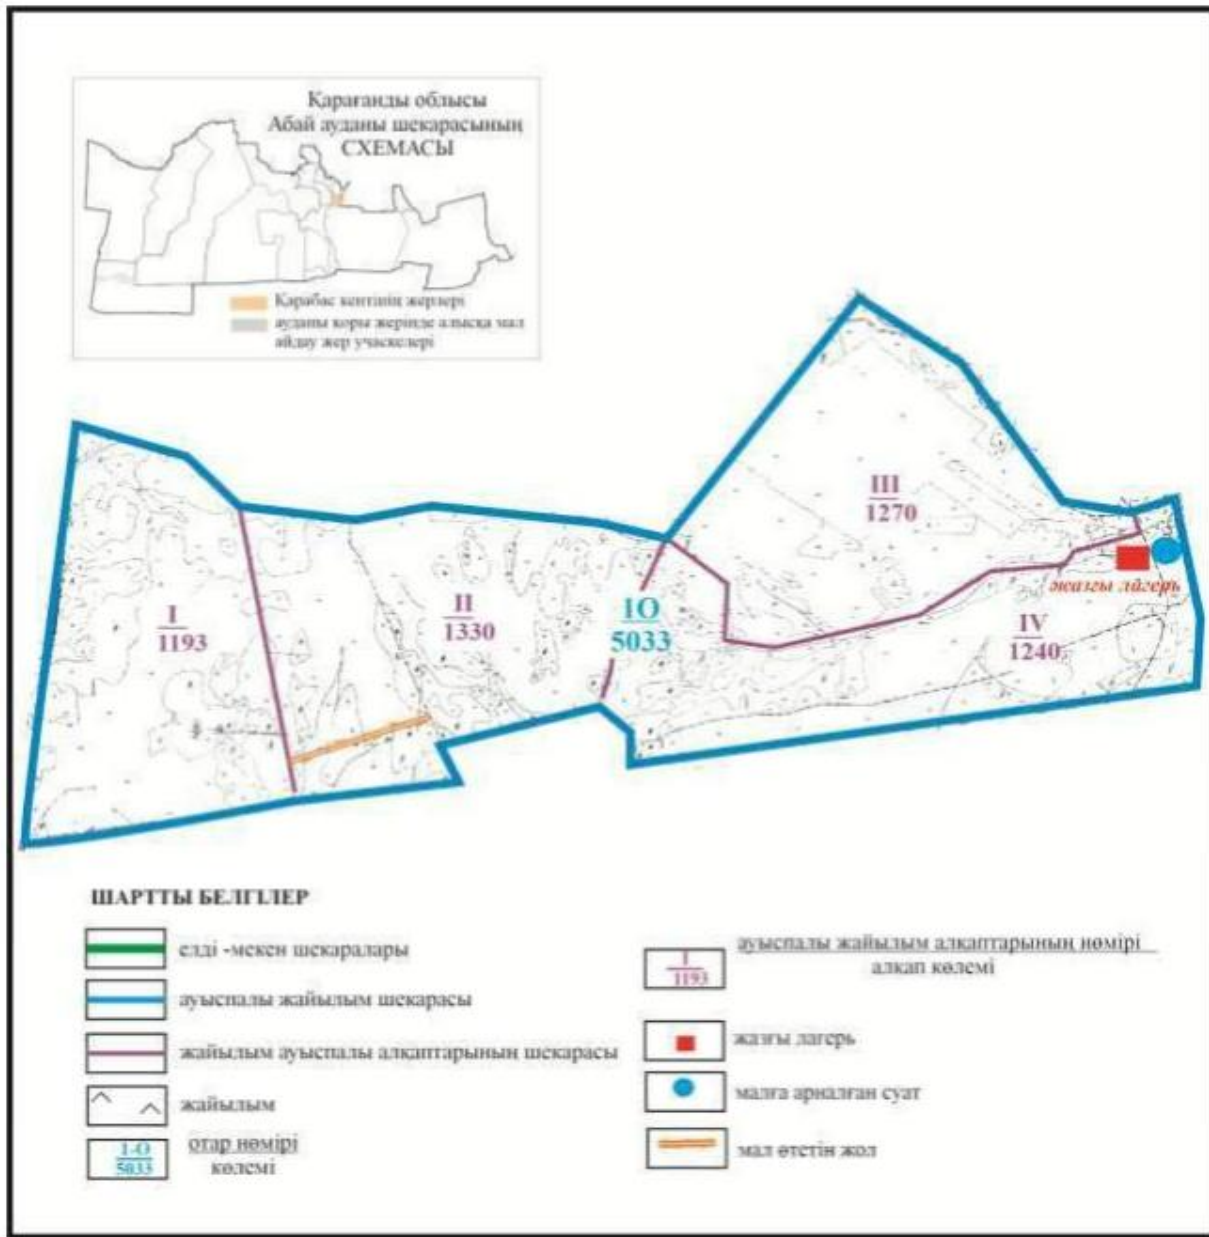 Қарағанды облысы
Абай ауданы шекарасының
СХЕМАСЫ
Қарабас кентінің жерлері
ауданы қоры жерінде алысқа мал
айдау жер учаскелері
I
1193
II
1330
1О
5033
III
1270
IV
1240
жазғы лагерь
ШАРТТЫ БЕЛГІЛЕР
елді -мекен шекаралары
ауыспалы жайылым шекарасы
жайылым ауыспалы алқаптарының шекарасы
жайылым
1-О
5033
отар нөмірі
көлемі
I
1193
ауыспалы жайылым алқаптарының нөмірі
алқап көлемі
жазғы лагерь
малға арналған суат
мал өтетін жол